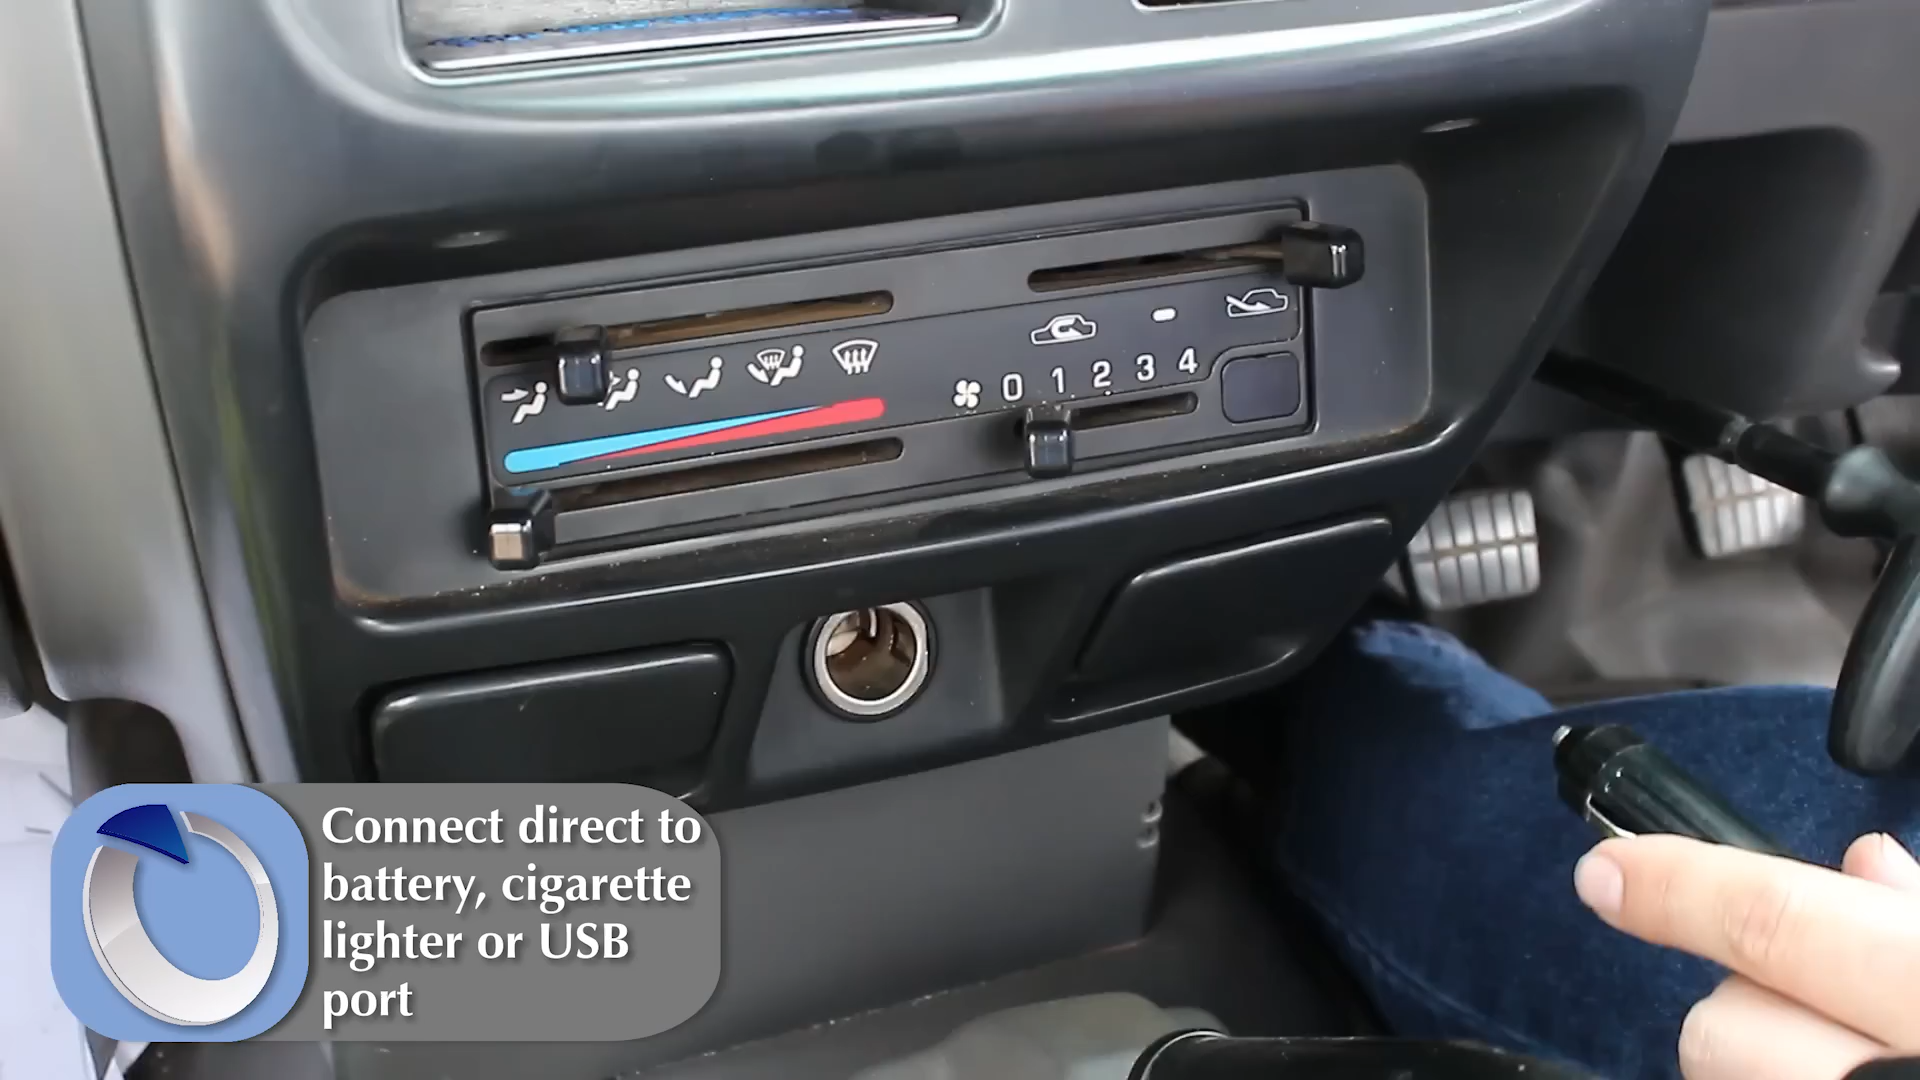 0 1 2 3 4
Connect direct to
battery, cigarette
lighter or USB
port